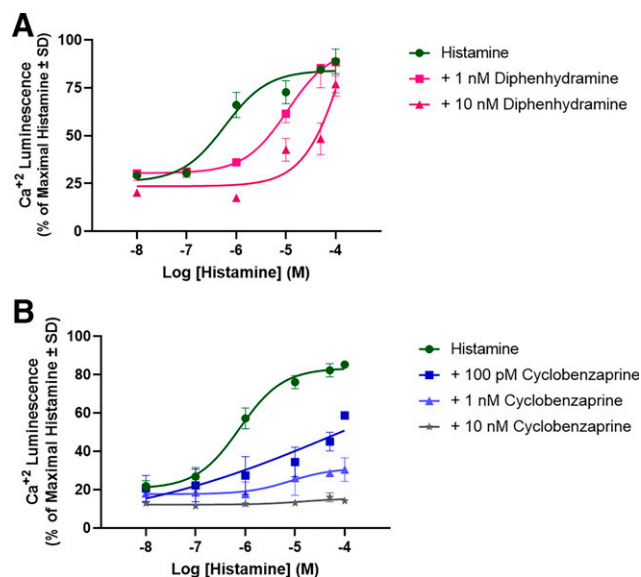 A
Ca+2 Luminescence
(% of Maximal Histamine ± SD)
100
75
50
25
0
-8 -7 -6 -5 -4
Log [Histamine] (M)
Histamine
+ 1 nM Diphenhydramine
+ 10 nM Diphenhydramine
B
Ca+2 Luminescence
(% of Maximal Histamine ± SD)
100
80
60
40
20
0
-8 -7 -6 -5 -4
Log [Histamine] (M)
Histamine
+ 100 pM Cyclobenzaprine
+ 1 nM Cyclobenzaprine
+ 10 nM Cyclobenzaprine